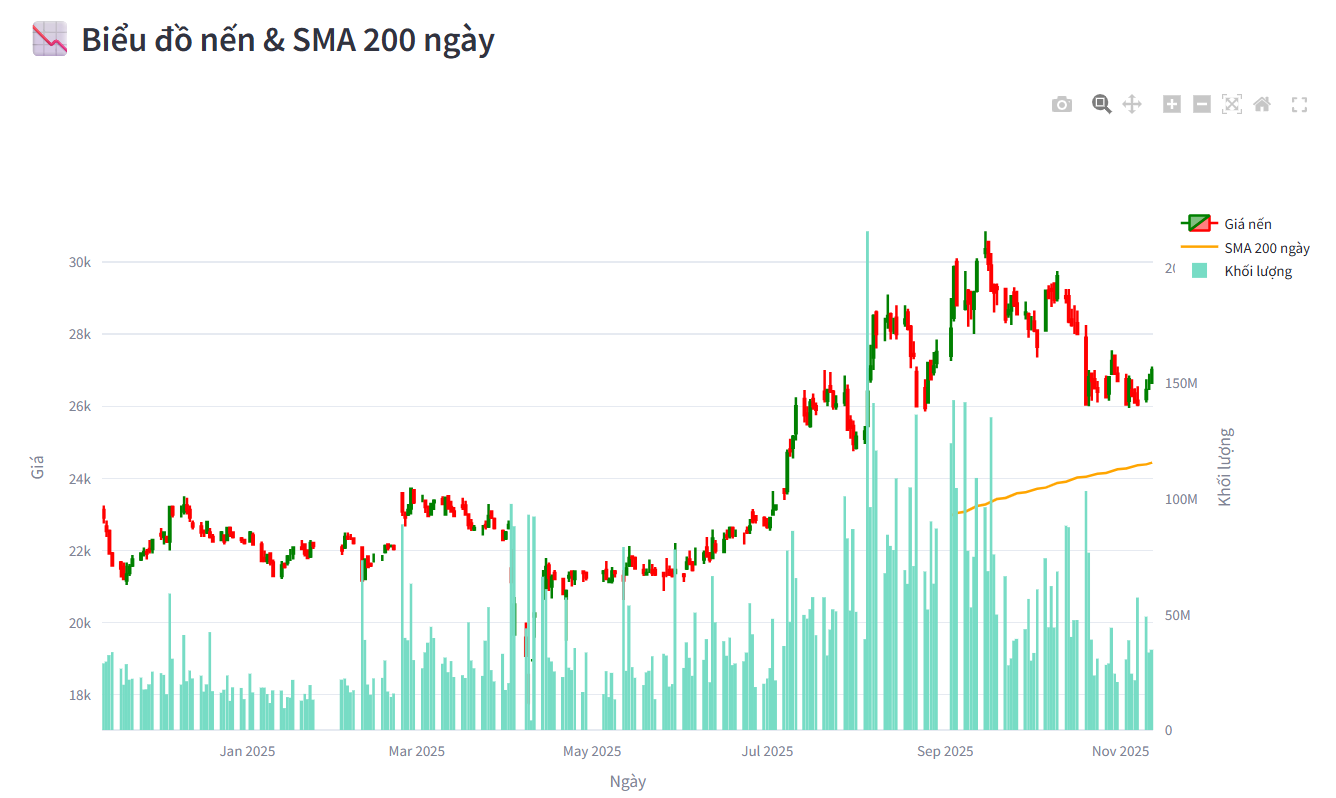 Biểu đồ nến & SMA 200 ngày
Giá nến
SMA 200 ngày
Khối lượng
30k
28k
26k
24k
22k
20k
18k
Giá
150M
100M
50M
0
Khối lượng
Jan 2025
Mar 2025
May 2025
Jul 2025
Sep 2025
Nov 2025
Ngày